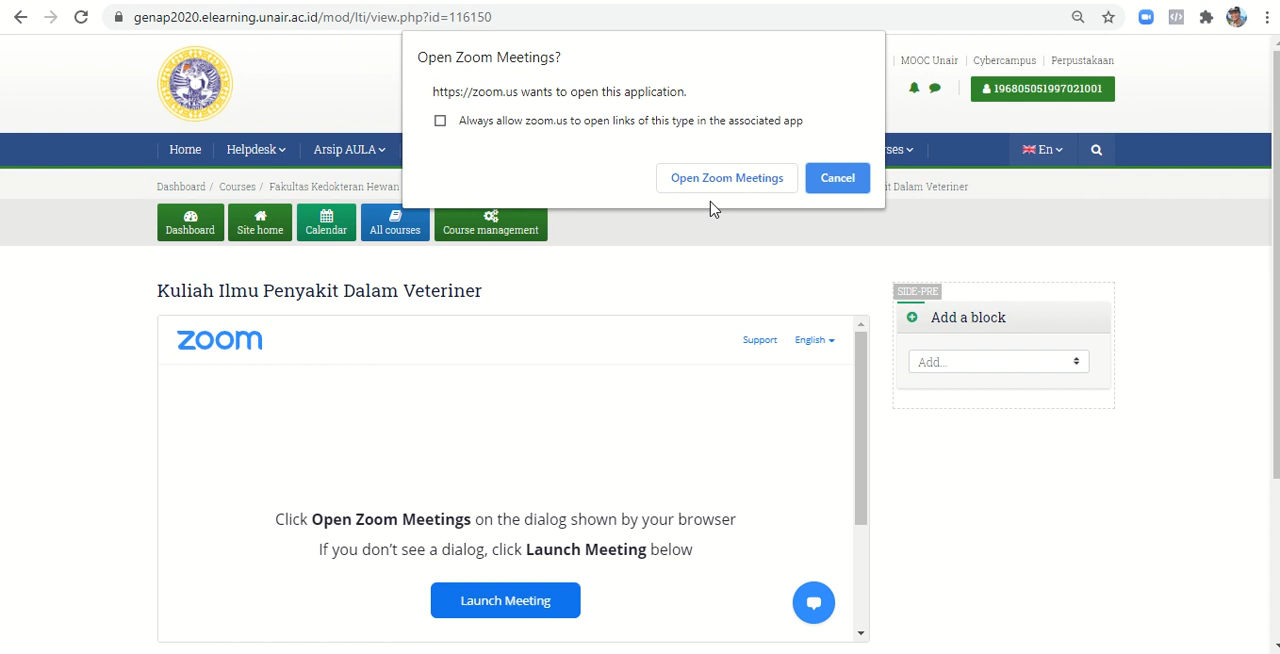 genap2020.elearning.unair.ac.id/mod/lti/view.php?id=116150
Open Zoom Meetings?
https://zoom.us wants to open this application.
Always allow zoom.us to open links of this type in the associated app
Open Zoom Meetings
Cancel
MOOC Unair
Cybercampus
Perpustakaan
196805051997021001
Home
Helpdesk
Arsip AULA
ses
En
Dashboard / Courses / Fakultas Kedokteran Hewan
it Dalam Veteriner
Dashboard
Site home
Calendar
All courses
Course management
Kuliah Ilmu Penyakit Dalam Veteriner
SIDE-PRE
Add a block
Add...
zoom
Support
English
Click Open Zoom Meetings on the dialog shown by your browser
If you don't see a dialog, click Launch Meeting below
Launch Meeting